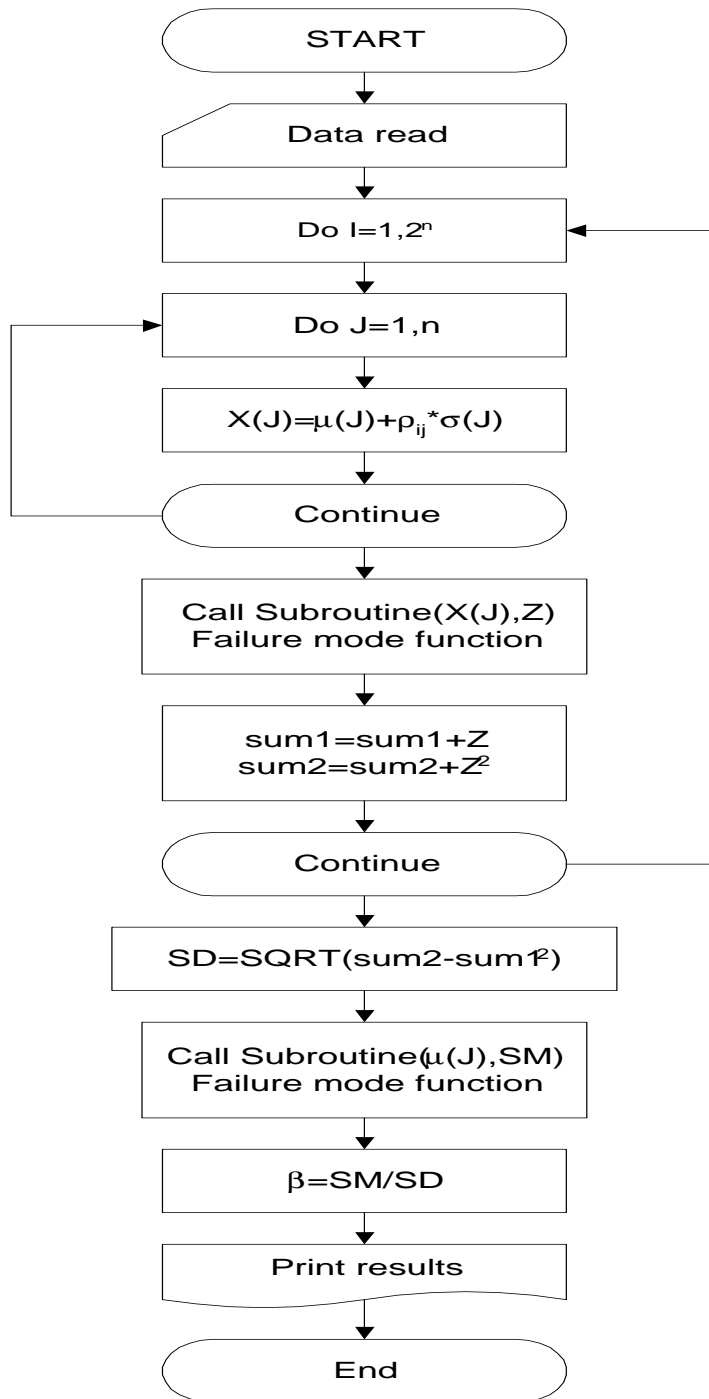 START
Data read
Do I=1,2ⁿ
Do J=1,n
X(J)=μ(J)+ρᵢⱼ*σ(J)
Continue
Call Subroutine(X(J),Z)
Failure mode function
sum1=sum1+Z
sum2=sum2+Z²
Continue
SD=SQRT(sum2-sum1²)
Call Subroutine(μ(J),SM)
Failure mode function
β=SM/SD
Print results
End